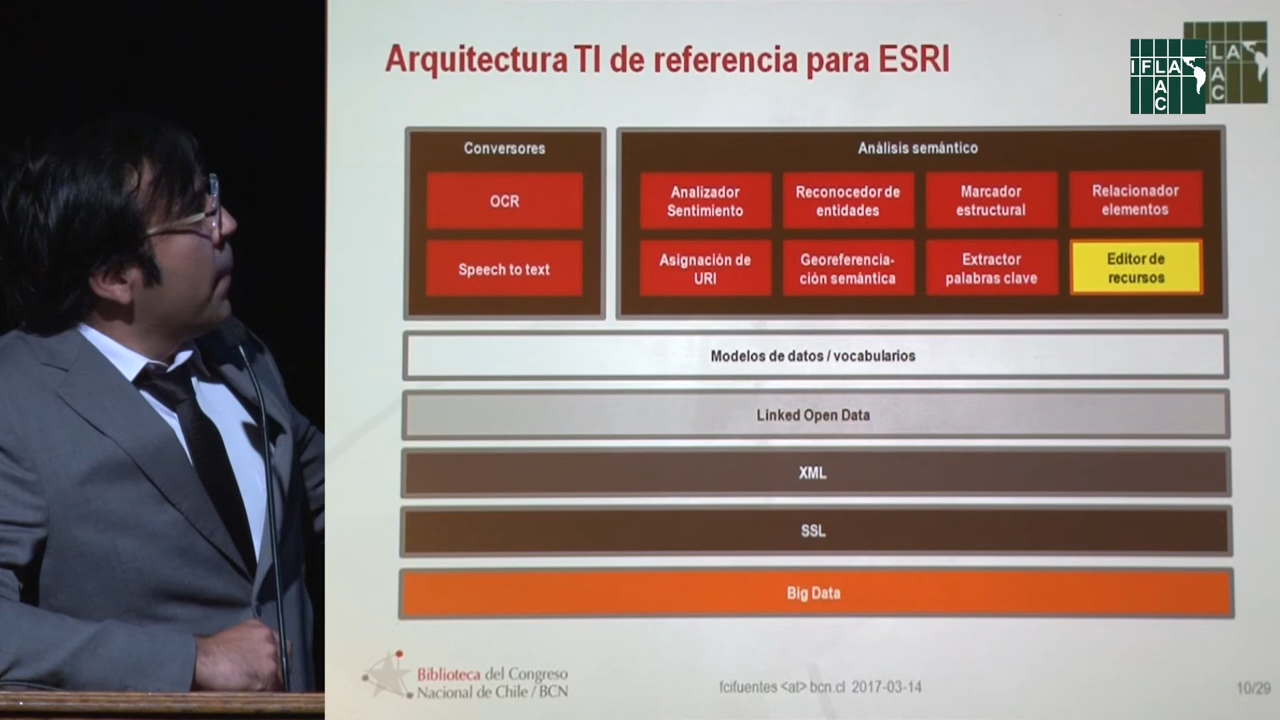 Arquitectura TI de referencia para ESRI
IFLA
A
C
LA
A
C
Conversores
OCR
Speech to text
Análisis semántico
Analizador
Sentimiento
Reconocedor de
entidades
Marcador
estructural
Relacionador
elementos
Asignación de
URI
Georeferencia-
ción semántica
Extractor
palabras clave
Editor de
recursos
Modelos de datos / vocabularios
Linked Open Data
XML
SSL
Big Data
Biblioteca del Congreso
Nacional de Chile / BCN
fcifuentes <at> bcn.cl 2017-03-14
10/29